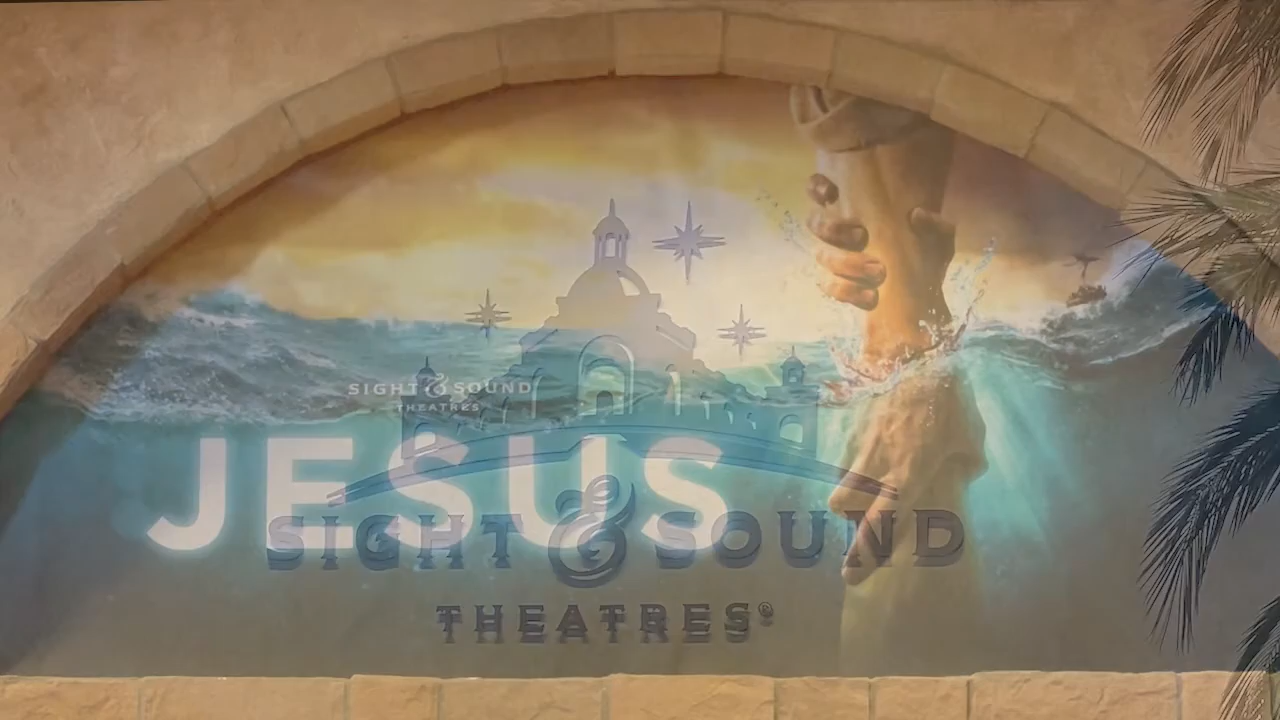 SIGHT & SOUND
THEATRES
JESUS
SIGHT & SOUND
THEATRES®